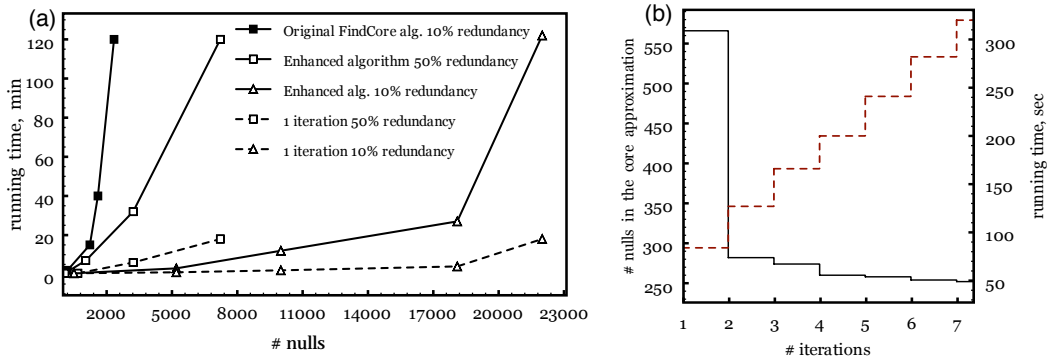 (a)
running time, min
120
100
80
60
40
20
0
Original FindCore alg. 10% redundancy
Enhanced algorithm 50% redundancy
Enhanced alg. 10% redundancy
1 iteration 50% redundancy
1 iteration 10% redundancy
2000 5000 8000 11000 14000 17000 20000 23000
# nulls
(b)
# nulls in the core approximation
550
500
450
400
350
300
250
300
250
200
150
100
50
running time, sec
1 2 3 4 5 6 7
# iterations